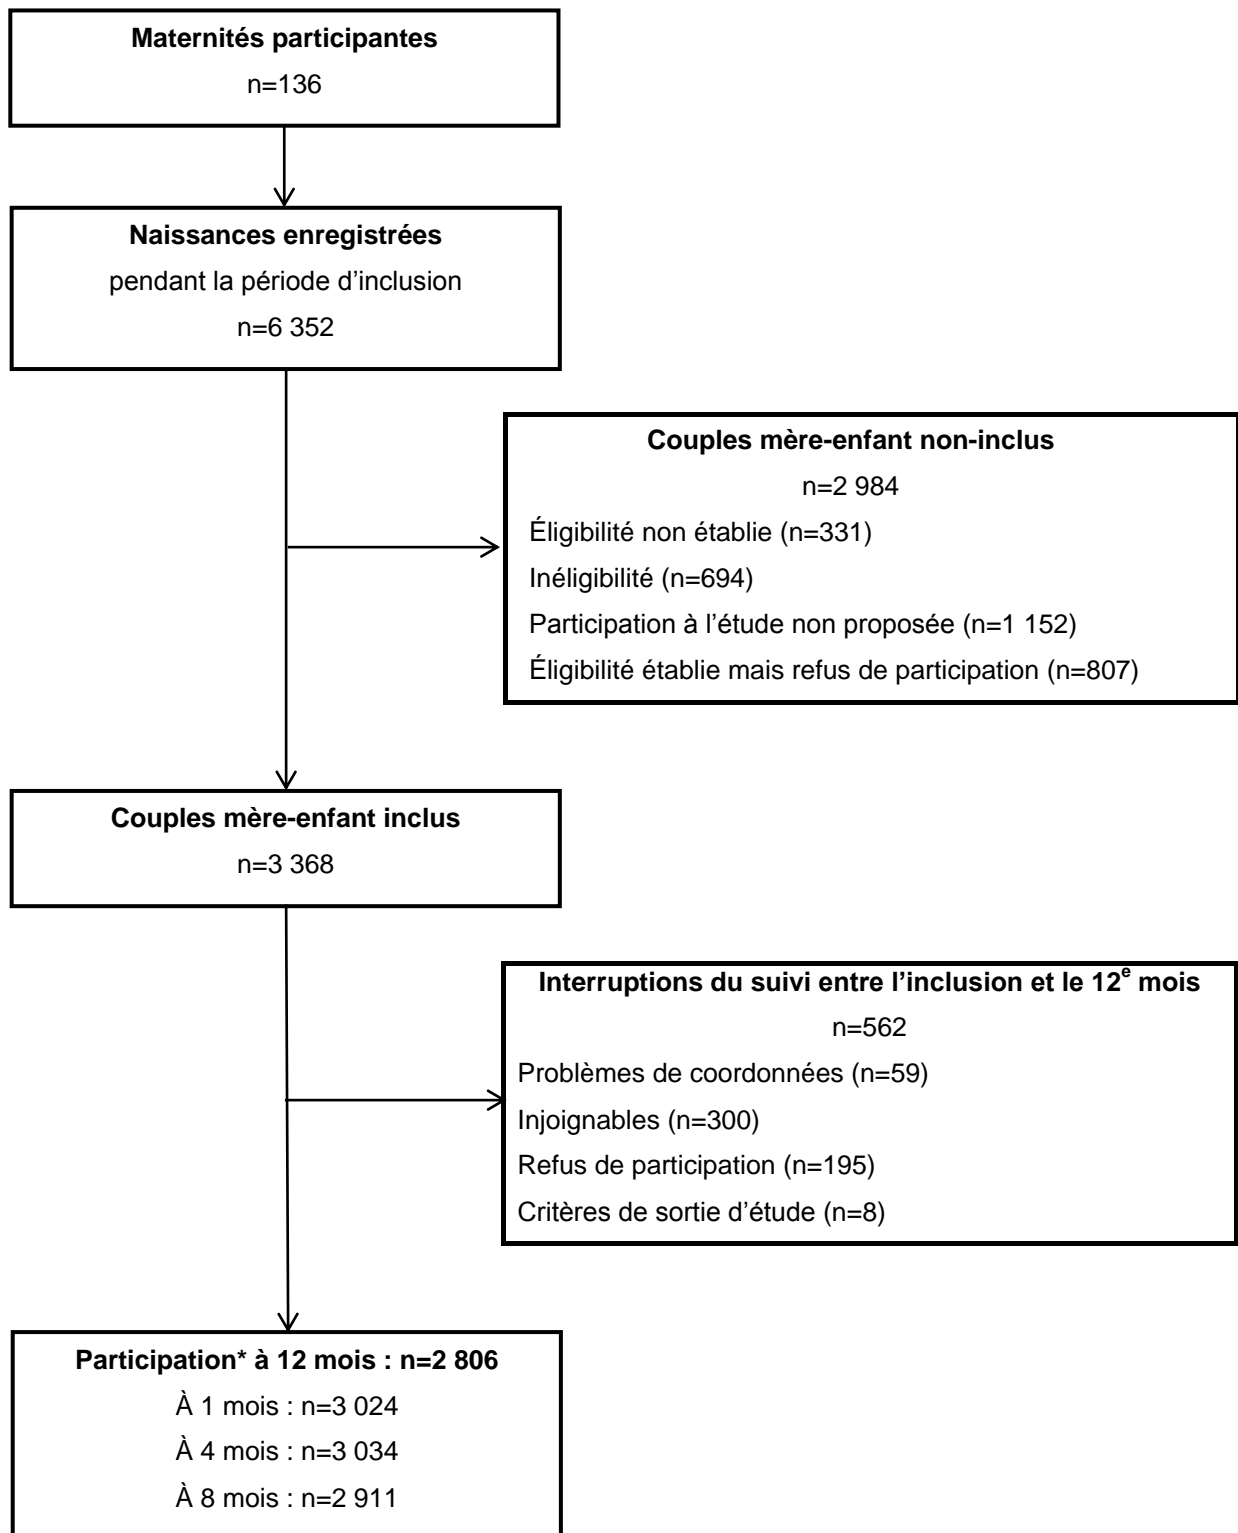 Maternités participantes
n=136
Naissances enregistrées
pendant la période d’inclusion
n=6 352
Couples mère-enfant non-inclus
n=2 984
Éligibilité non établie (n=331)
Inéligibilité (n=694)
Participation à l’étude non proposée (n=1 152)
Éligibilité établie mais refus de participation (n=807)
Couples mère-enfant inclus
n=3 368
Interruptions du suivi entre l’inclusion et le 12e mois
n=562
Problèmes de coordonnées (n=59)
Injoignables (n=300)
Refus de participation (n=195)
Critères de sortie d’étude (n=8)
Participation* à 12 mois : n=2 806
À 1 mois : n=3 024
À 4 mois : n=3 034
À 8 mois : n=2 911